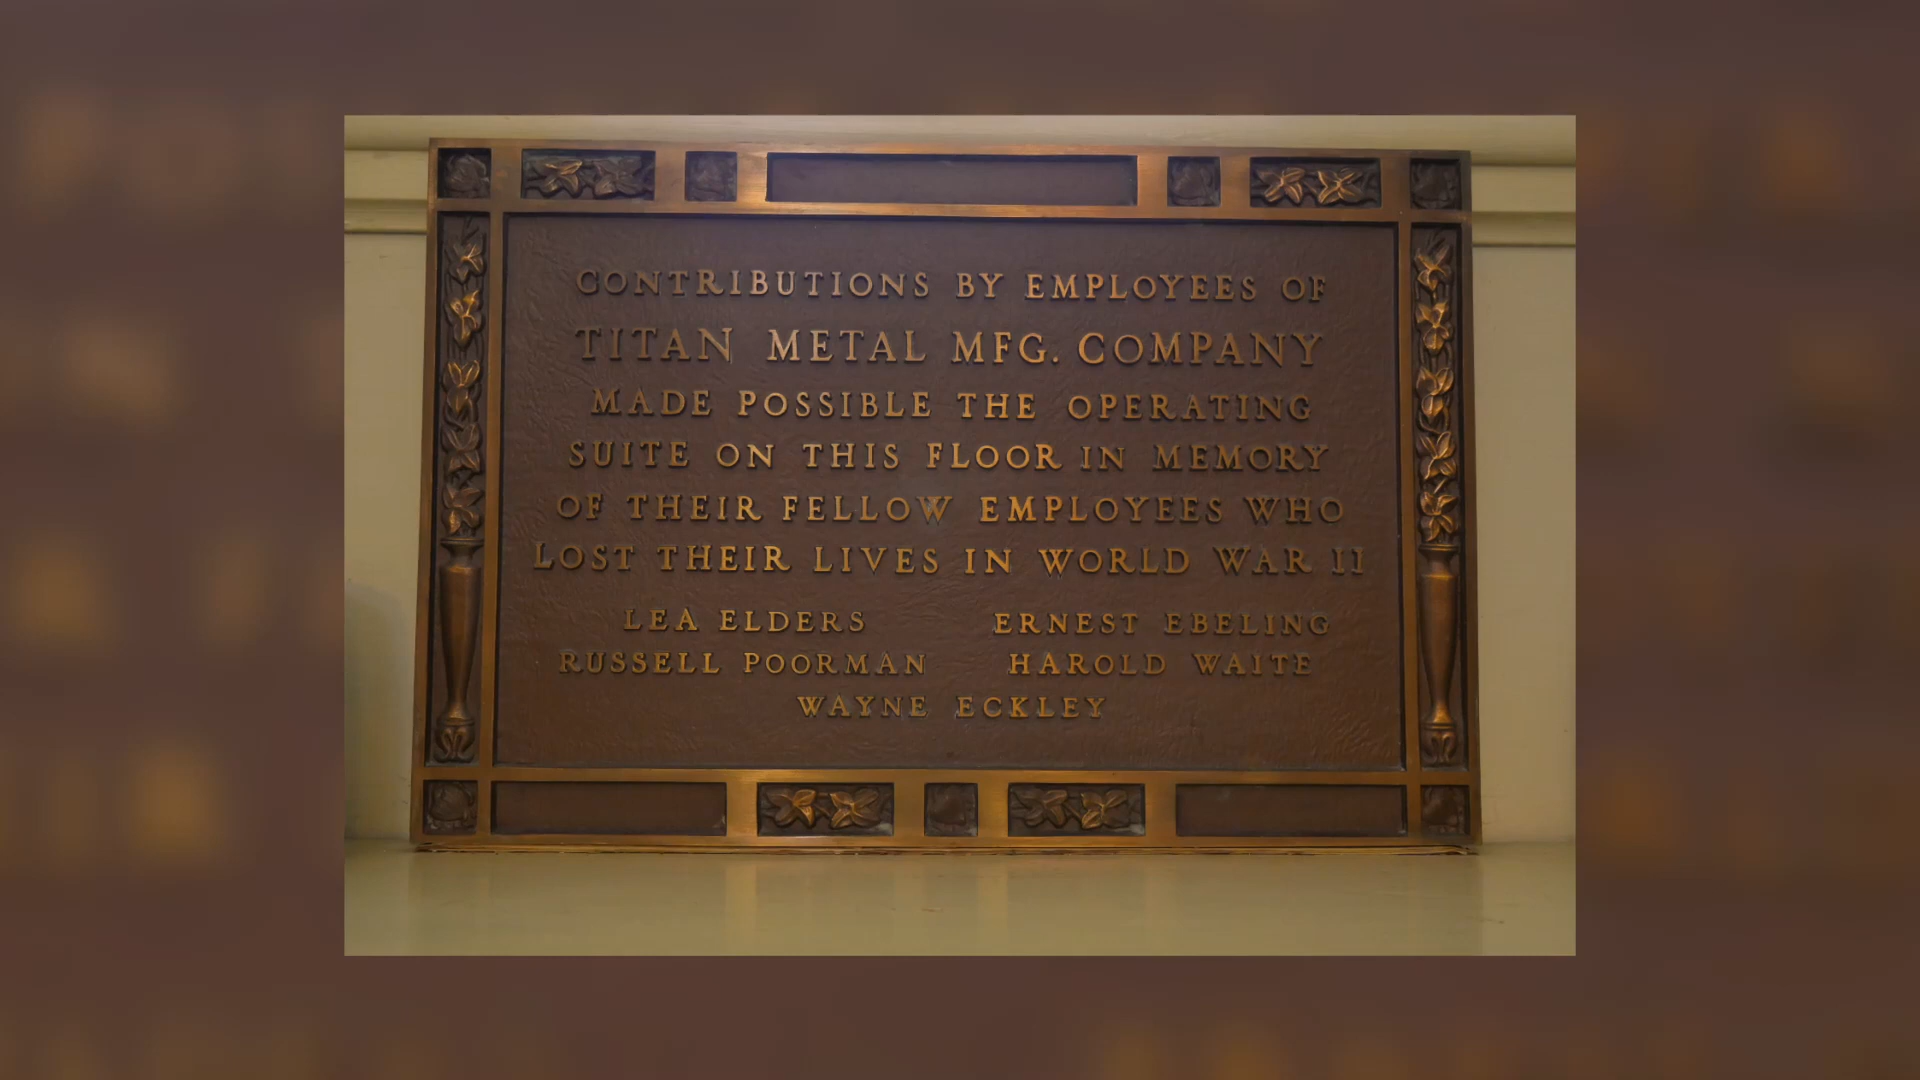 CONTRIBUTIONS BY EMPLOYEES OF
TITAN METAL MFG. COMPANY
MADE POSSIBLE THE OPERATING
SUITE ON THIS FLOOR IN MEMORY
OF THEIR FELLOW EMPLOYEES WHO
LOST THEIR LIVES IN WORLD WAR II
LEA ELDERS ERNEST EBELING
RUSSELL POORMAN HAROLD WAITE
WAYNE ECKLEY